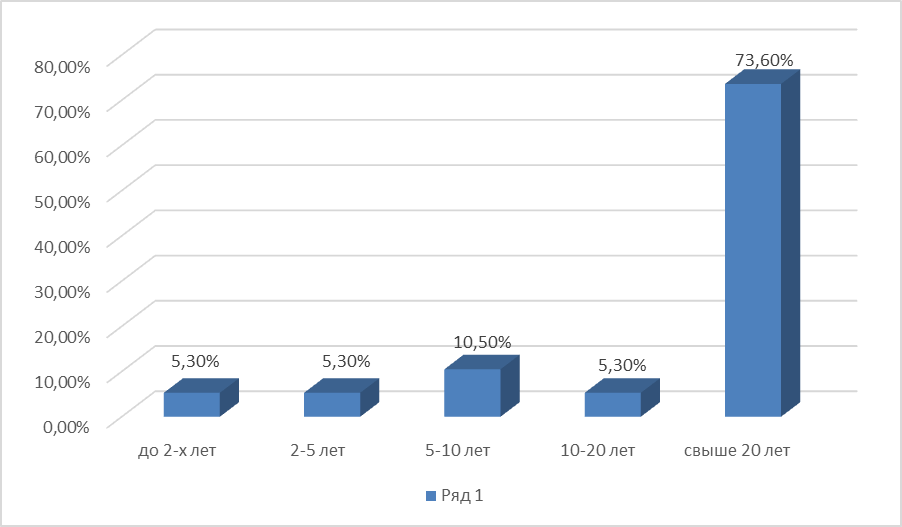 80,00%
70,00%
60,00%
50,00%
40,00%
30,00%
20,00%
10,00%
0,00%
5,30%
5,30%
10,50%
5,30%
73,60%
до 2-х лет
2-5 лет
5-10 лет
10-20 лет
свыше 20 лет
Ряд 1